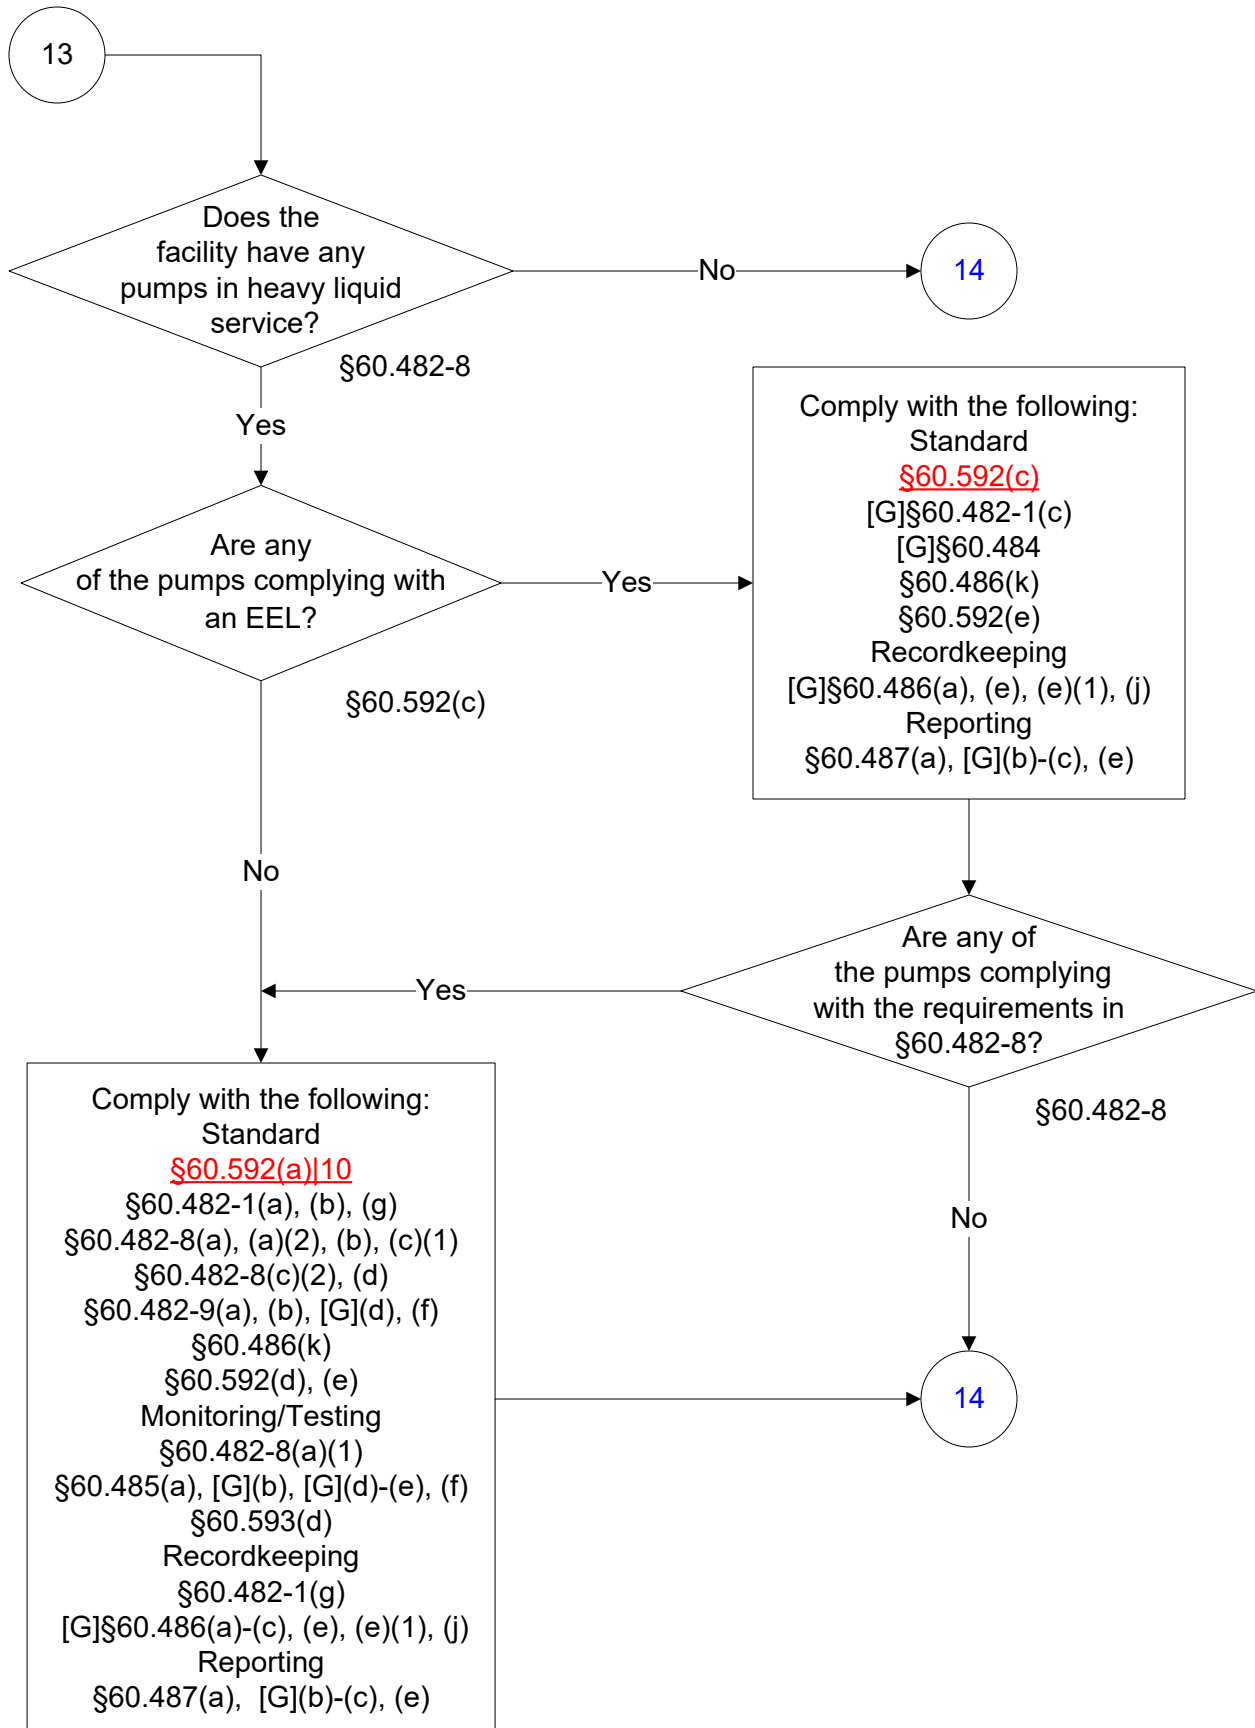 13
Does the
facility have any
pumps in heavy liquid
service?
No
14
§60.482-8
Yes
Are any
of the pumps complying with
an EEL?
Yes
§60.592(c)
Comply with the following:
Standard
§60.592(c)
[G]§60.482-1(c)
[G]§60.484
§60.486(k)
§60.592(e)
Recordkeeping
[G]§60.486(a), (e), (e)(1), (j)
Reporting
§60.487(a), [G](b)-(c), (e)
No
Are any of
the pumps complying
with the requirements in
§60.482-8?
Yes
§60.482-8
No
Comply with the following:
Standard
§60.592(a)|10
§60.482-1(a), (b), (g)
§60.482-8(a), (a)(2), (b), (c)(1)
§60.482-8(c)(2), (d)
§60.482-9(a), (b), [G](d), (f)
§60.486(k)
§60.592(d), (e)
Monitoring/Testing
§60.482-8(a)(1)
§60.485(a), [G](b), [G](d)-(e), (f)
§60.593(d)
Recordkeeping
§60.482-1(g)
[G]§60.486(a)-(c), (e), (e)(1), (j)
Reporting
§60.487(a),  [G](b)-(c), (e)
14